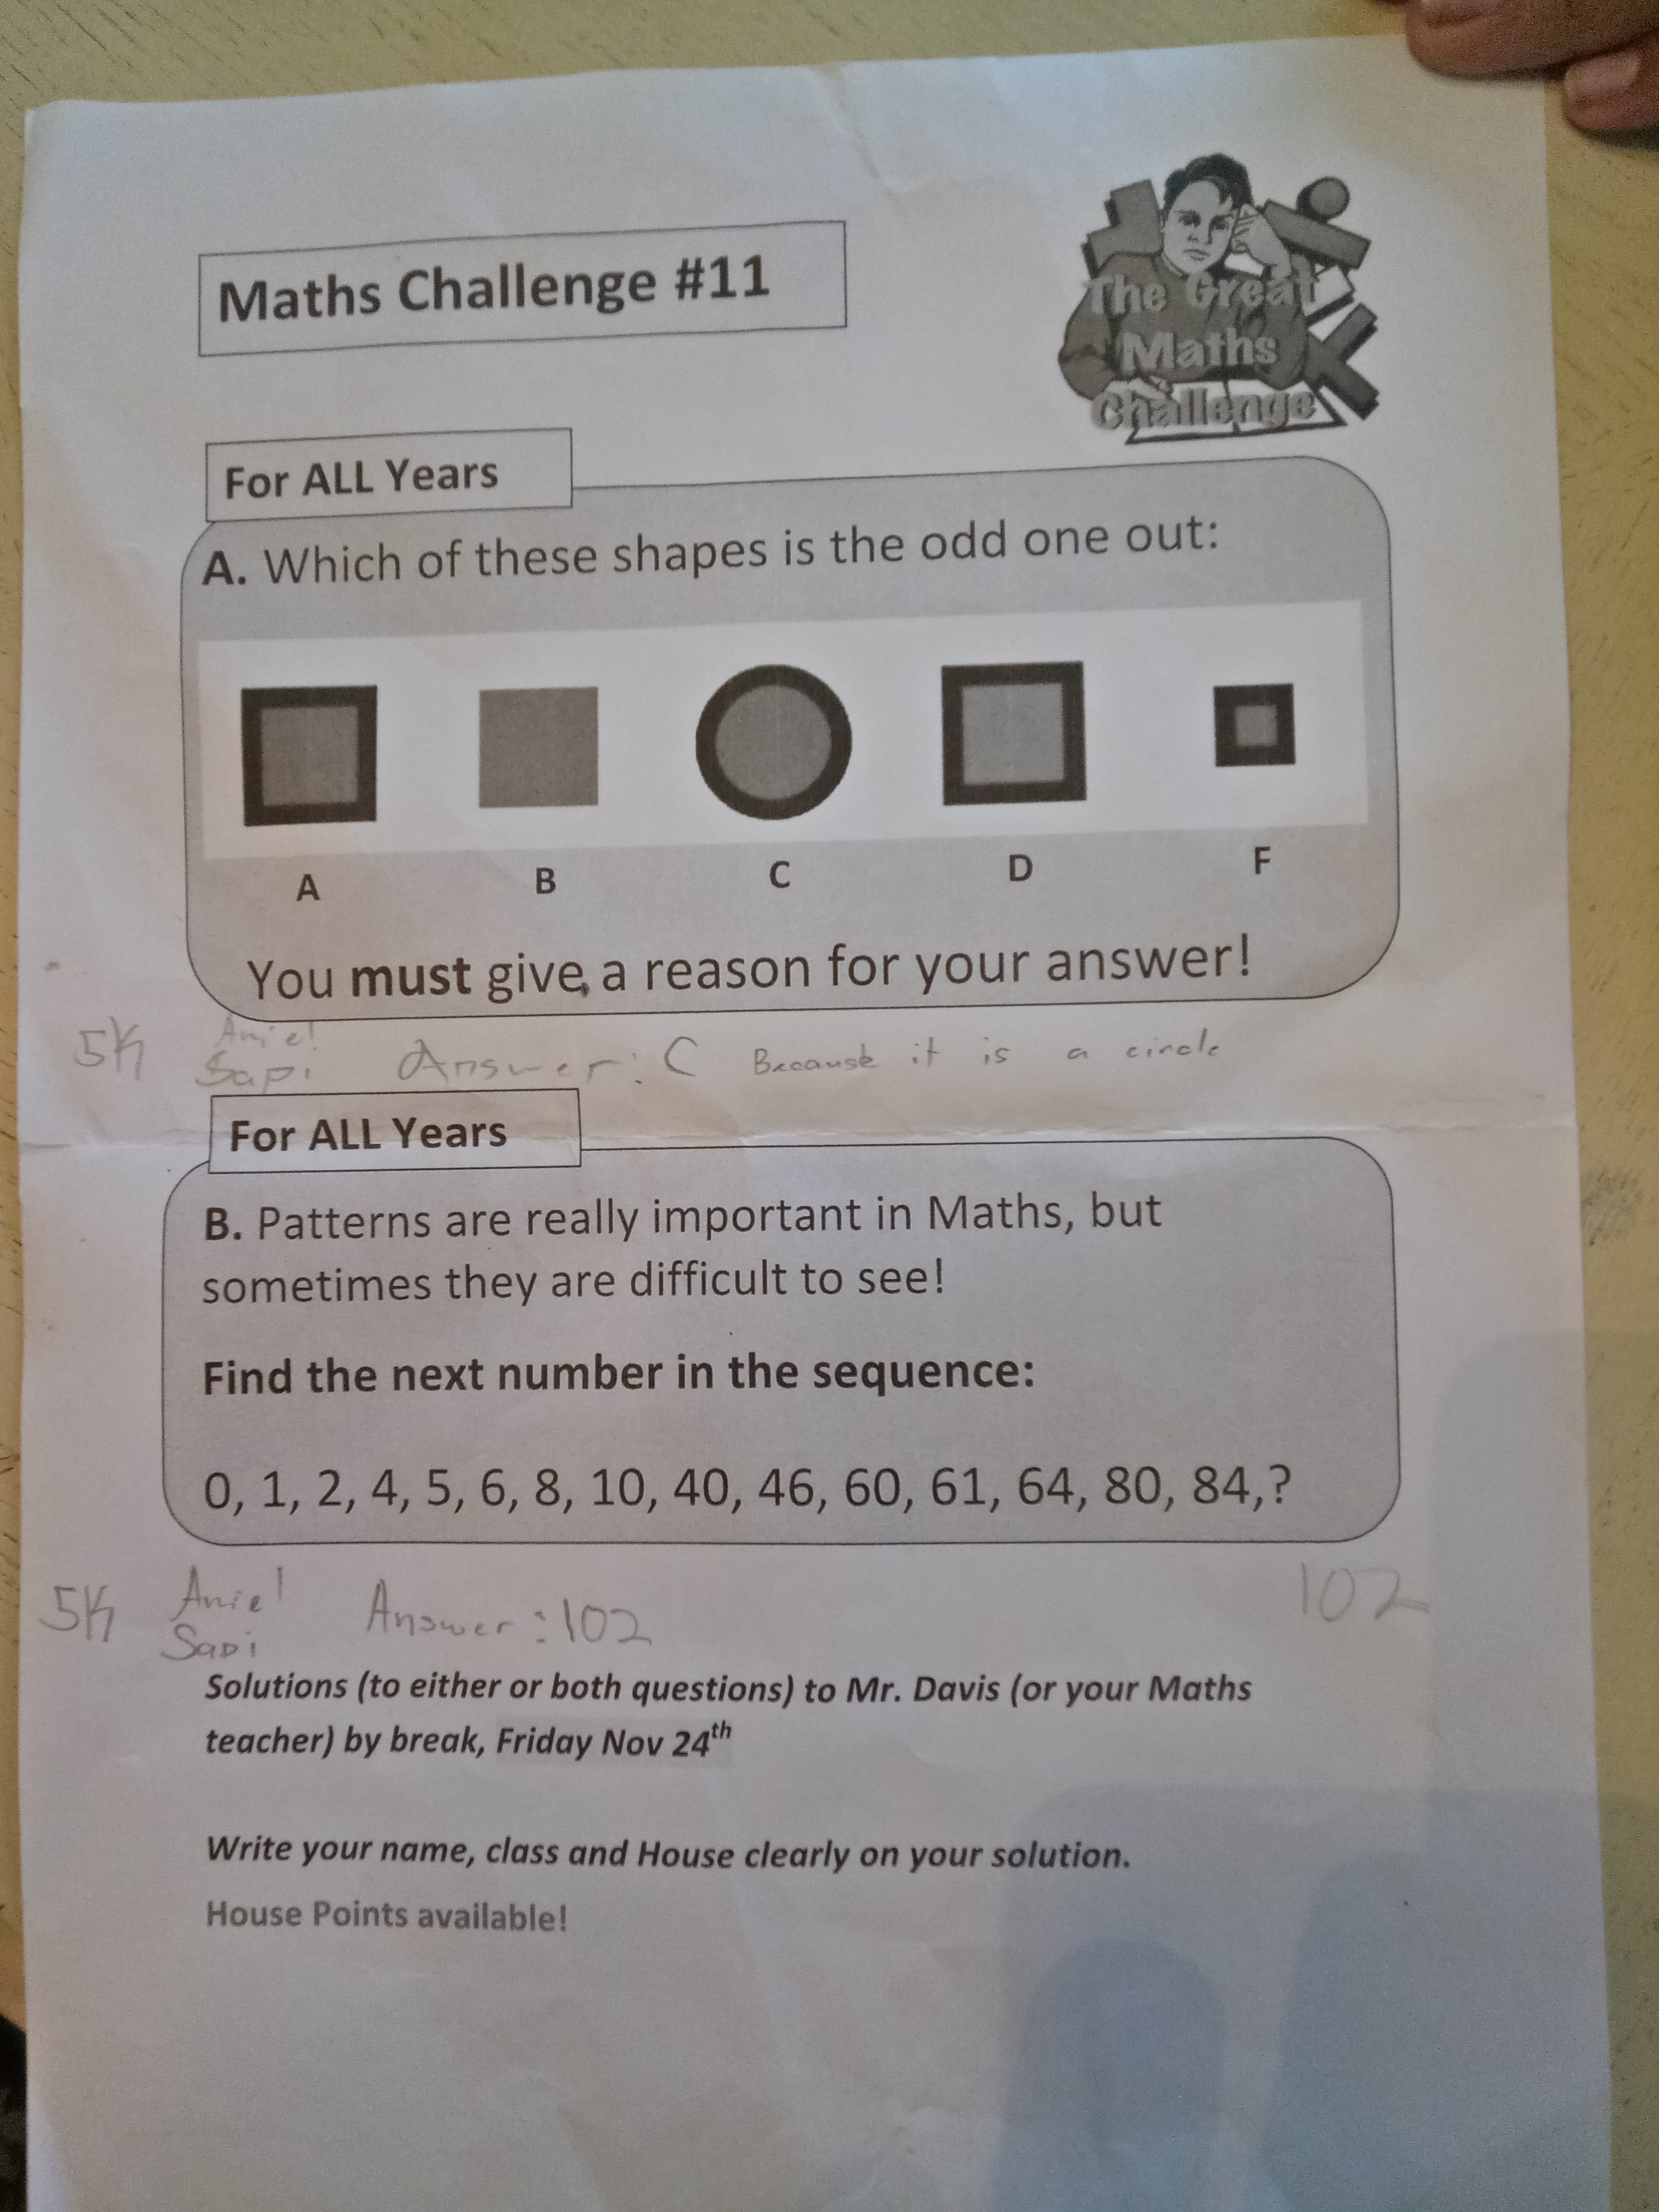 Maths Challenge #11
The Great
Maths
Challenge
For ALL Years
A. Which of these shapes is the odd one out:
A B C D F
You must give a reason for your answer!
5K Aniel Sapi Answer: C Because it is a circle
For ALL Years
B. Patterns are really important in Maths, but
sometimes they are difficult to see!
Find the next number in the sequence:
0, 1, 2, 4, 5, 6, 8, 10, 40, 46, 60, 61, 64, 80, 84,?
5K Aniel Sapi Answer: 102 102
Solutions (to either or both questions) to Mr. Davis (or your Maths
teacher) by break, Friday Nov 24th
Write your name, class and House clearly on your solution.
House Points available!